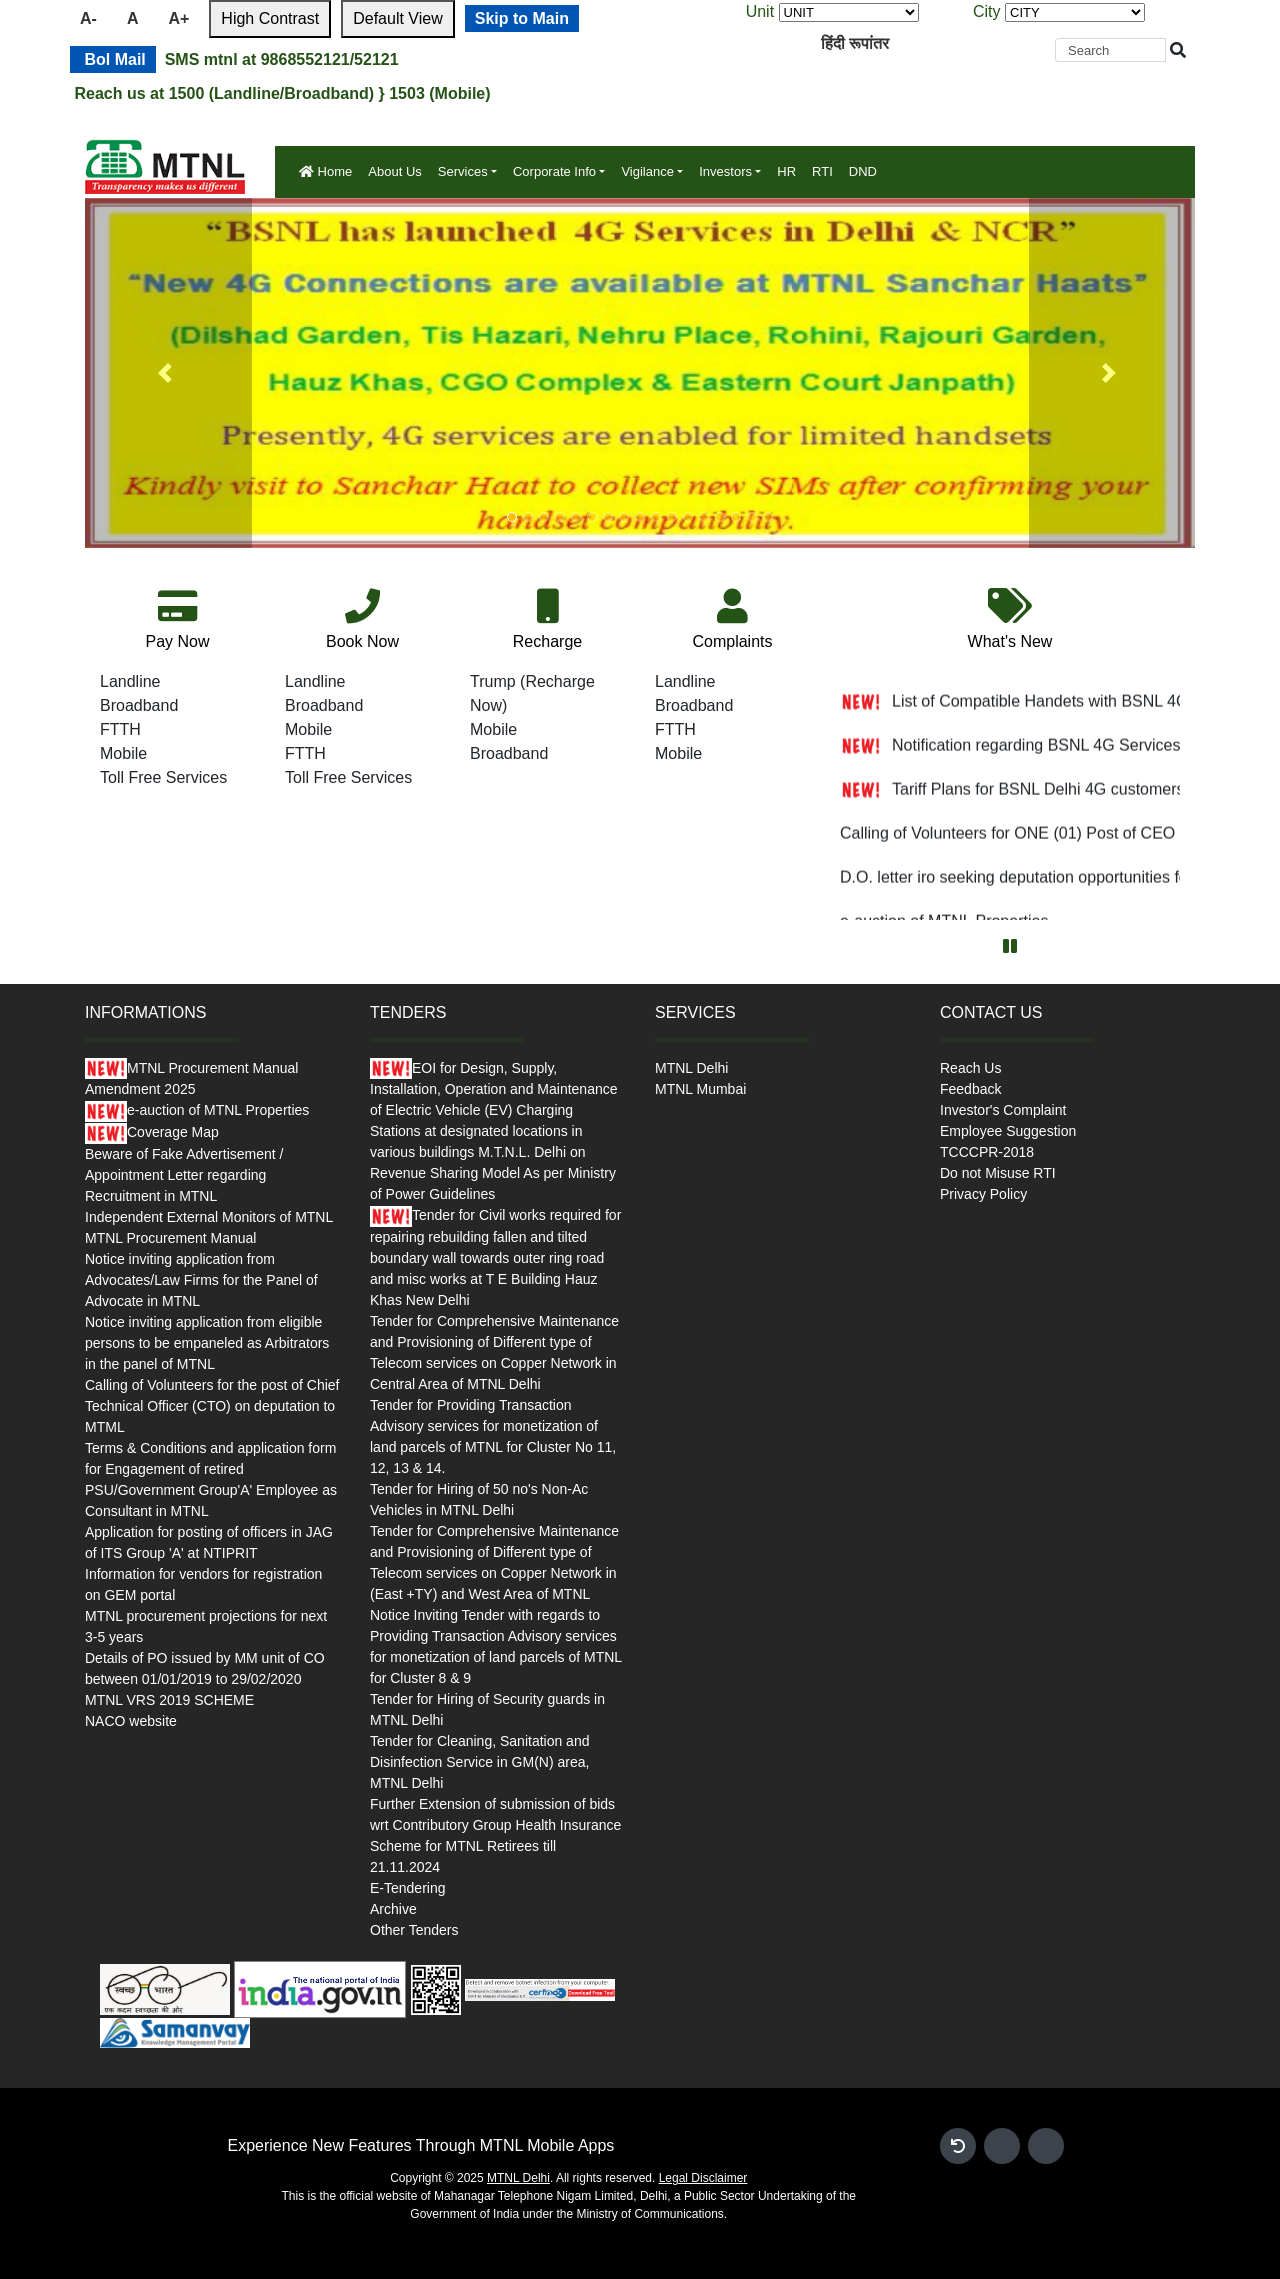 A- A A+ High Contrast Default View Skip to Main Unit UNIT City CITY
हिंदी रूपांतर Search
Bol Mail SMS mtnl at 9868552121/52121
Reach us at 1500 (Landline/Broadband) } 1503 (Mobile)
MTNL
Transparency makes us different
Home About Us Services Corporate Info Vigilance Investors HR RTI DND
“BSNL has launched 4G Services in Delhi & NCR”
“New 4G Connections are available at MTNL Sanchar Haats”
(Dilshad Garden, Tis Hazari, Nehru Place, Rohini, Rajouri Garden,
Hauz Khas, CGO Complex & Eastern Court Janpath)
Presently, 4G services are enabled for limited handsets
Kindly visit to Sanchar Haat to collect new SIMs after confirming your
handset compatibility.
Pay Now
Landline
Broadband
FTTH
Mobile
Toll Free Services
Book Now
Landline
Broadband
Mobile
FTTH
Toll Free Services
Recharge
Trump (Recharge
Now)
Mobile
Broadband
Complaints
Landline
Broadband
FTTH
Mobile
What's New
NEW! List of Compatible Handets with BSNL 4G
NEW! Notification regarding BSNL 4G Services
NEW! Tariff Plans for BSNL Delhi 4G customers
Calling of Volunteers for ONE (01) Post of CEO
D.O. letter iro seeking deputation opportunities fo
e-auction of MTNL Properties
INFORMATIONS
NEW!MTNL Procurement Manual
Amendment 2025
NEW!e-auction of MTNL Properties
NEW!Coverage Map
Beware of Fake Advertisement /
Appointment Letter regarding
Recruitment in MTNL
Independent External Monitors of MTNL
MTNL Procurement Manual
Notice inviting application from
Advocates/Law Firms for the Panel of
Advocate in MTNL
Notice inviting application from eligible
persons to be empaneled as Arbitrators
in the panel of MTNL
Calling of Volunteers for the post of Chief
Technical Officer (CTO) on deputation to
MTML
Terms & Conditions and application form
for Engagement of retired
PSU/Government Group'A' Employee as
Consultant in MTNL
Application for posting of officers in JAG
of ITS Group 'A' at NTIPRIT
Information for vendors for registration
on GEM portal
MTNL procurement projections for next
3-5 years
Details of PO issued by MM unit of CO
between 01/01/2019 to 29/02/2020
MTNL VRS 2019 SCHEME
NACO website
TENDERS
NEW!EOI for Design, Supply,
Installation, Operation and Maintenance
of Electric Vehicle (EV) Charging
Stations at designated locations in
various buildings M.T.N.L. Delhi on
Revenue Sharing Model As per Ministry
of Power Guidelines
NEW!Tender for Civil works required for
repairing rebuilding fallen and tilted
boundary wall towards outer ring road
and misc works at T E Building Hauz
Khas New Delhi
Tender for Comprehensive Maintenance
and Provisioning of Different type of
Telecom services on Copper Network in
Central Area of MTNL Delhi
Tender for Providing Transaction
Advisory services for monetization of
land parcels of MTNL for Cluster No 11,
12, 13 & 14.
Tender for Hiring of 50 no's Non-Ac
Vehicles in MTNL Delhi
Tender for Comprehensive Maintenance
and Provisioning of Different type of
Telecom services on Copper Network in
(East +TY) and West Area of MTNL
Notice Inviting Tender with regards to
Providing Transaction Advisory services
for monetization of land parcels of MTNL
for Cluster 8 & 9
Tender for Hiring of Security guards in
MTNL Delhi
Tender for Cleaning, Sanitation and
Disinfection Service in GM(N) area,
MTNL Delhi
Further Extension of submission of bids
wrt Contributory Group Health Insurance
Scheme for MTNL Retirees till
21.11.2024
E-Tendering
Archive
Other Tenders
SERVICES
MTNL Delhi
MTNL Mumbai
CONTACT US
Reach Us
Feedback
Investor's Complaint
Employee Suggestion
TCCCPR-2018
Do not Misuse RTI
Privacy Policy
स्वच्छ भारत
एक कदम स्वच्छता की ओर
The national portal of India
india.gov.in
Detect and remove botnet infection from your computer
Download Free Tool
Samanvay
Knowledge Management Portal
Experience New Features Through MTNL Mobile Apps
Copyright © 2025 MTNL Delhi. All rights reserved. Legal Disclaimer
This is the official website of Mahanagar Telephone Nigam Limited, Delhi, a Public Sector Undertaking of the
Government of India under the Ministry of Communications.